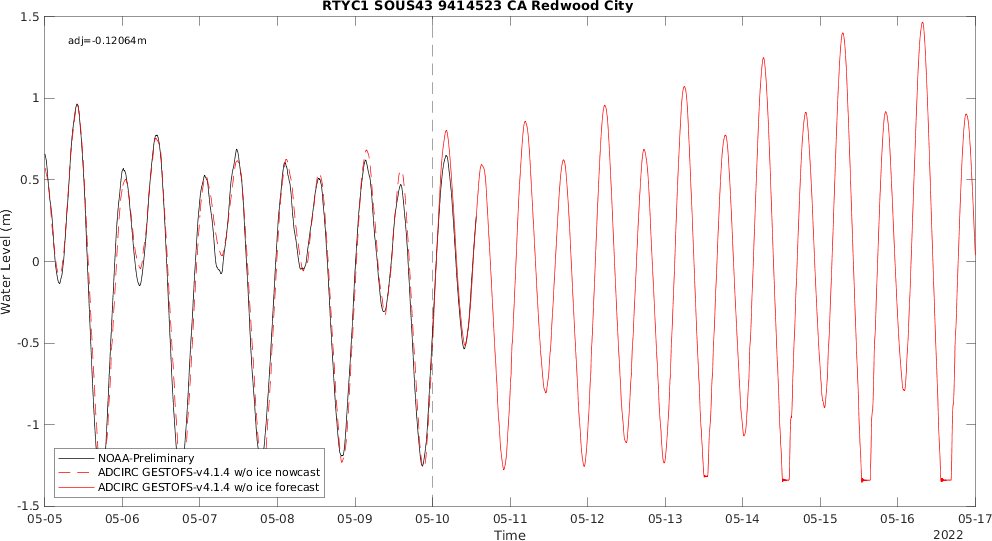 RTYC1 SOUS43 9414523 CA Redwood City
adj=-0.12064m
1.5
1
0.5
0
-0.5
-1
-1.5
Water Level (m)
NOAA-Preliminary
ADCIRC GESTOFS-v4.1.4 w/o ice nowcast
ADCIRC GESTOFS-v4.1.4 w/o ice forecast
05-05 05-06 05-07 05-08 05-09 05-10 05-11 05-12 05-13 05-14 05-15 05-16 05-17
Time
2022